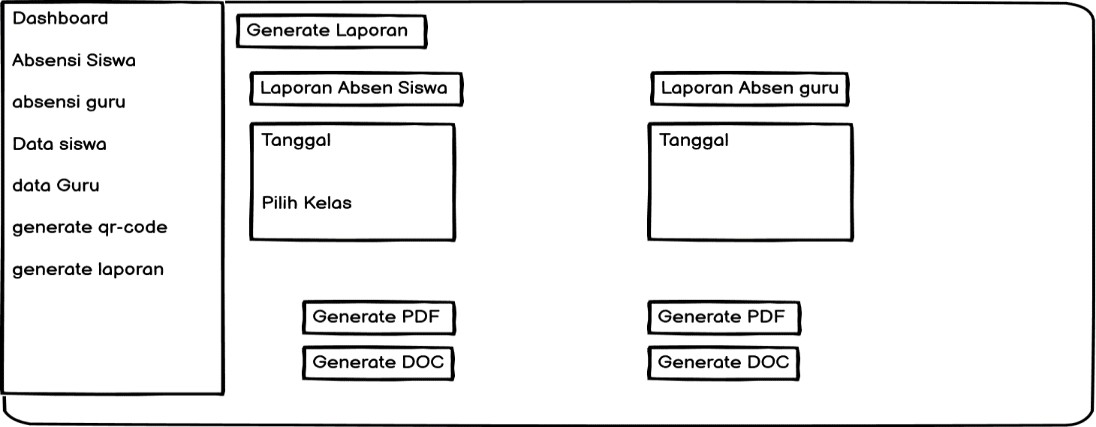 Dashboard
Absensi Siswa
absensi guru
Data siswa
data Guru
generate qr-code
generate laporan
Generate Laporan
Laporan Absen Siswa
Tanggal
Pilih Kelas
Generate PDF
Generate DOC
Laporan Absen guru
Tanggal
Generate PDF
Generate DOC